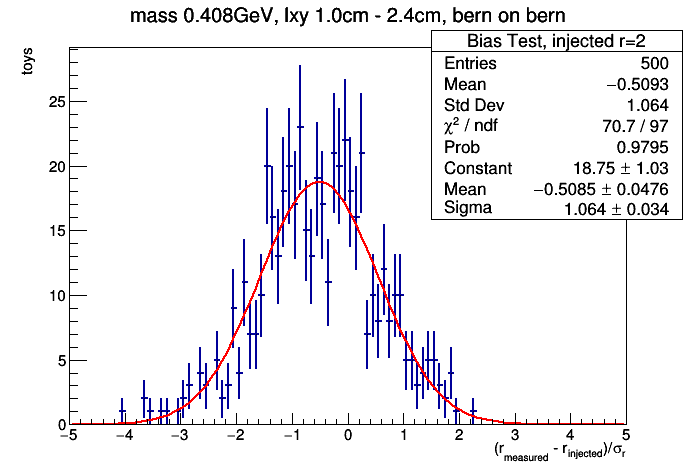 mass 0.408GeV, lxy 1.0cm - 2.4cm, bern on bern
toys
Bias Test, injected r=2
Entries 500
Mean −0.5093
Std Dev 1.064
χ² / ndf 70.7 / 97
Prob 0.9795
Constant 18.75 ± 1.03
Mean −0.5085 ± 0.0476
Sigma 1.064 ± 0.034
25
20
15
10
5
0
−5 −4 −3 −2 −1 0 1 2 3 4 5
(r_measured - r_injected)/σ_r